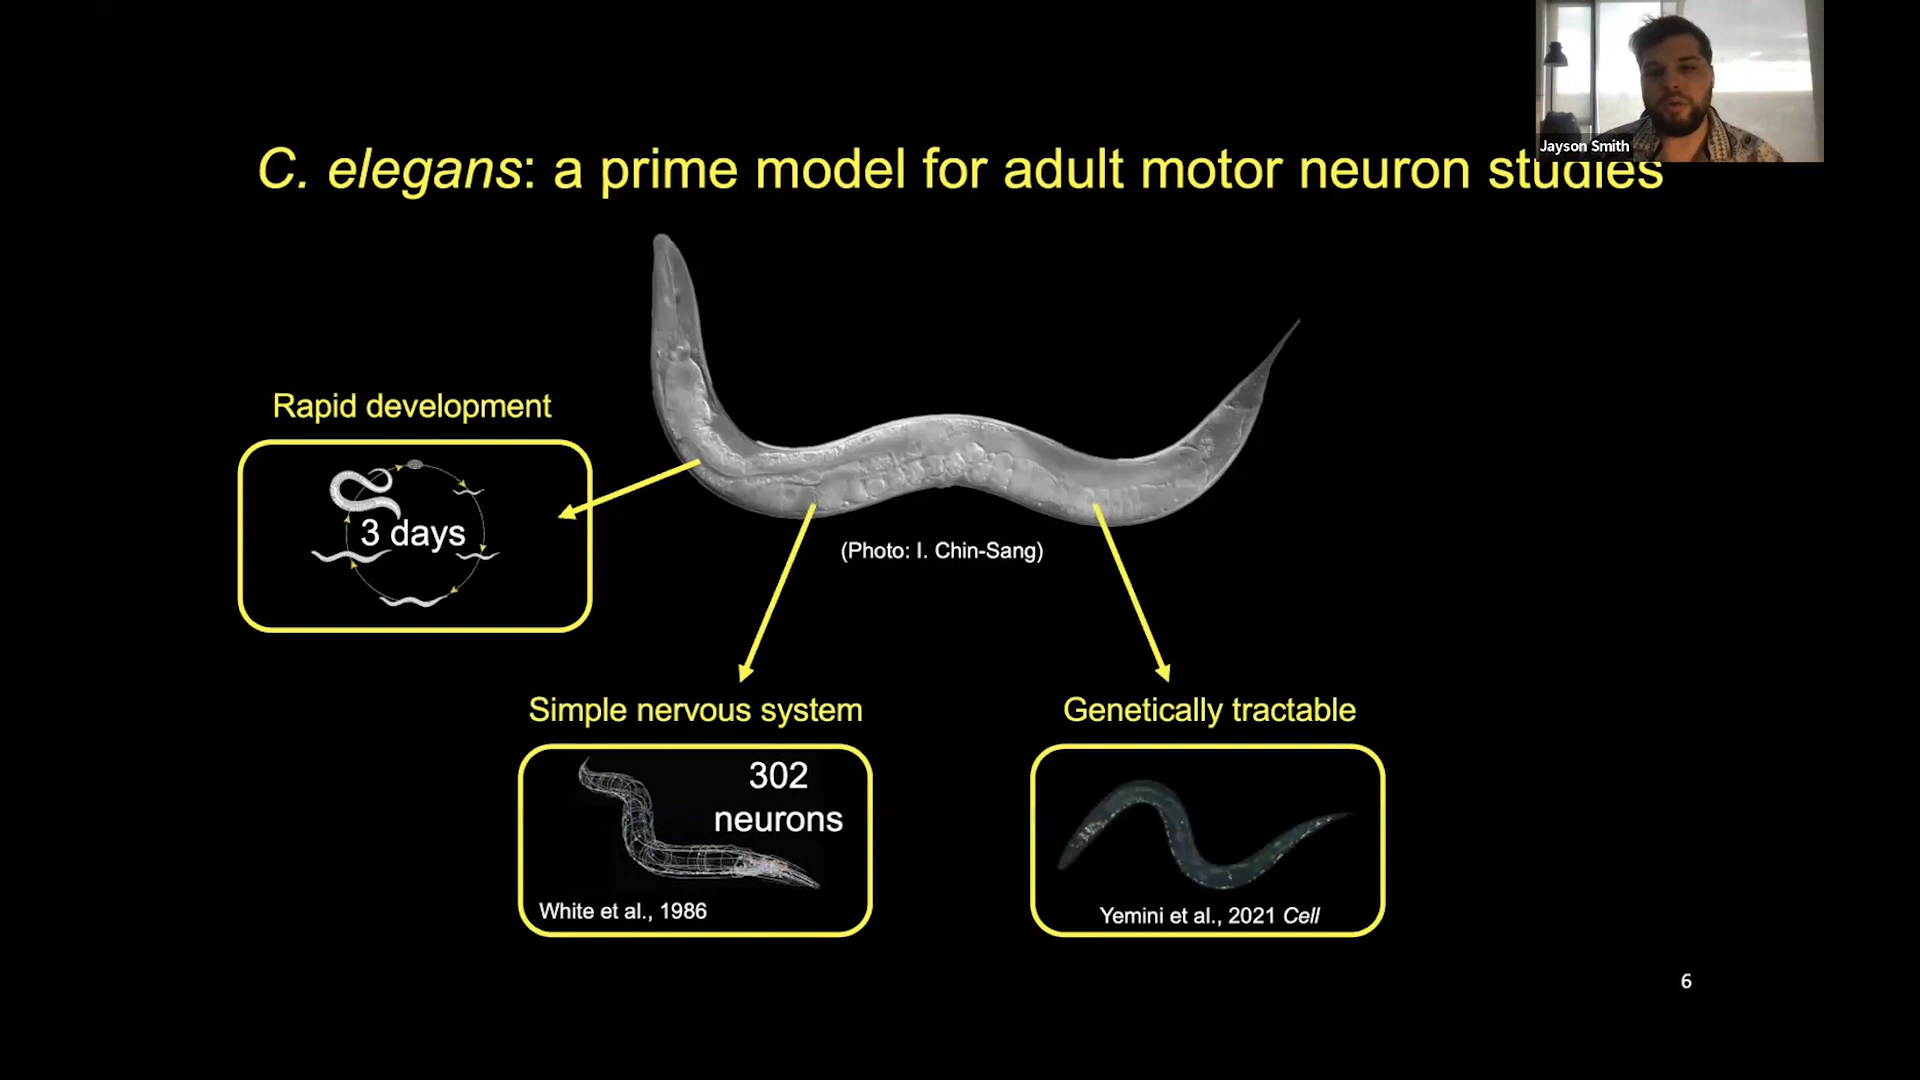 Jayson Smith
C. elegans: a prime model for adult motor neuron studies
Rapid development
3 days
(Photo: I. Chin-Sang)
Simple nervous system
302
neurons
White et al., 1986
Genetically tractable
Yemini et al., 2021 Cell
6